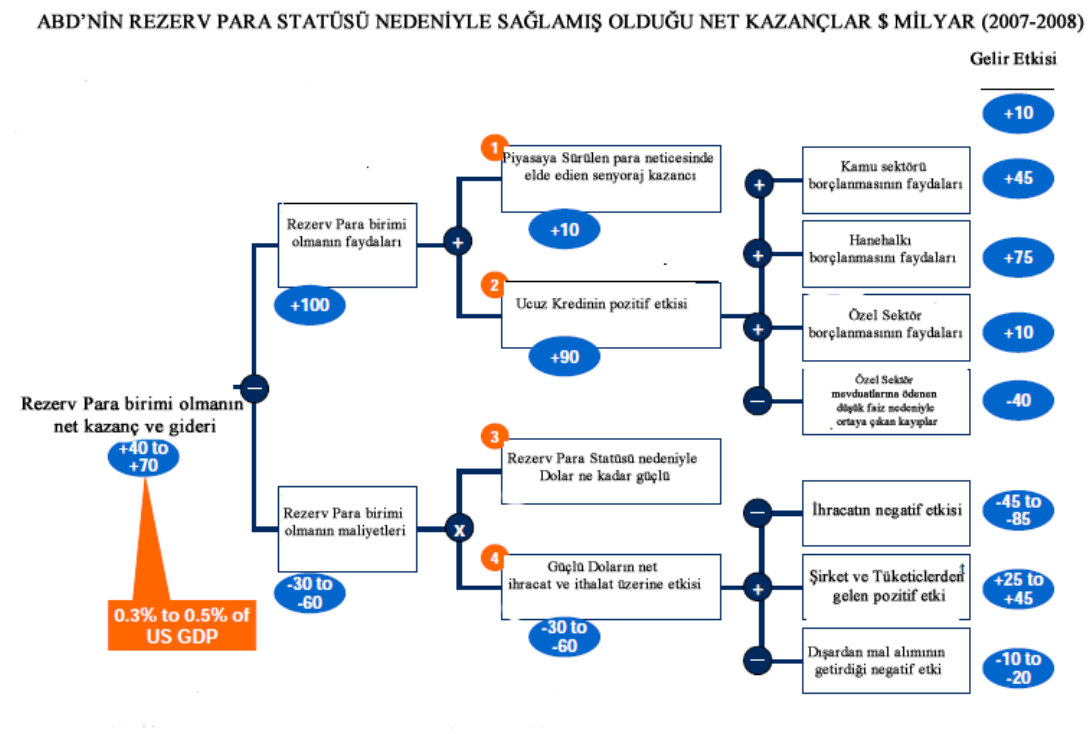 ABD’NİN REZERV PARA STATÜSÜ NEDENİYLE SAĞLAMIŞ OLDUĞU NET KAZANÇLAR $ MİLYAR (2007-2008)
Gelir Etkisi
+10
1
Piyasaya Sürülen para neticesinde
elde edien senyoraj kazancı
+10
+
Kamu sektörü
borçlanmasının faydaları
+45
Rezerv Para birimi
olmanın faydaları
+100
+
+
Hanehalkı
borçlanmasını faydaları
+75
2
Ucuz Kredinin pozitif etkisi
+90
+
Özel Sektör
borçlanmasının faydaları
+10
—
Özel Sektör
mevduatlarına ödenen
düşük faiz nedeniyle
ortaya çıkan kayıplar
-40
—
Rezerv Para birimi olmanın
net kazanç ve gideri
+40 to
+70
0.3% to 0.5% of
US GDP
3
Rezerv Para Statüsü nedeniyle
Dolar ne kadar güçlü
Rezerv Para birimi
olmanın maliyetleri
-30 to
-60
x
—
İhracatın negatif etkisi
-45 to
-85
4
Güçlü Doların net
ihracat ve ithalat üzerine etkisi
-30 to
-60
+
Şirket ve Tüketiclerden
gelen pozitif etki
+25 to
+45
—
Dışardan mal alımının
getirdiği negatif etki
-10 to
-20